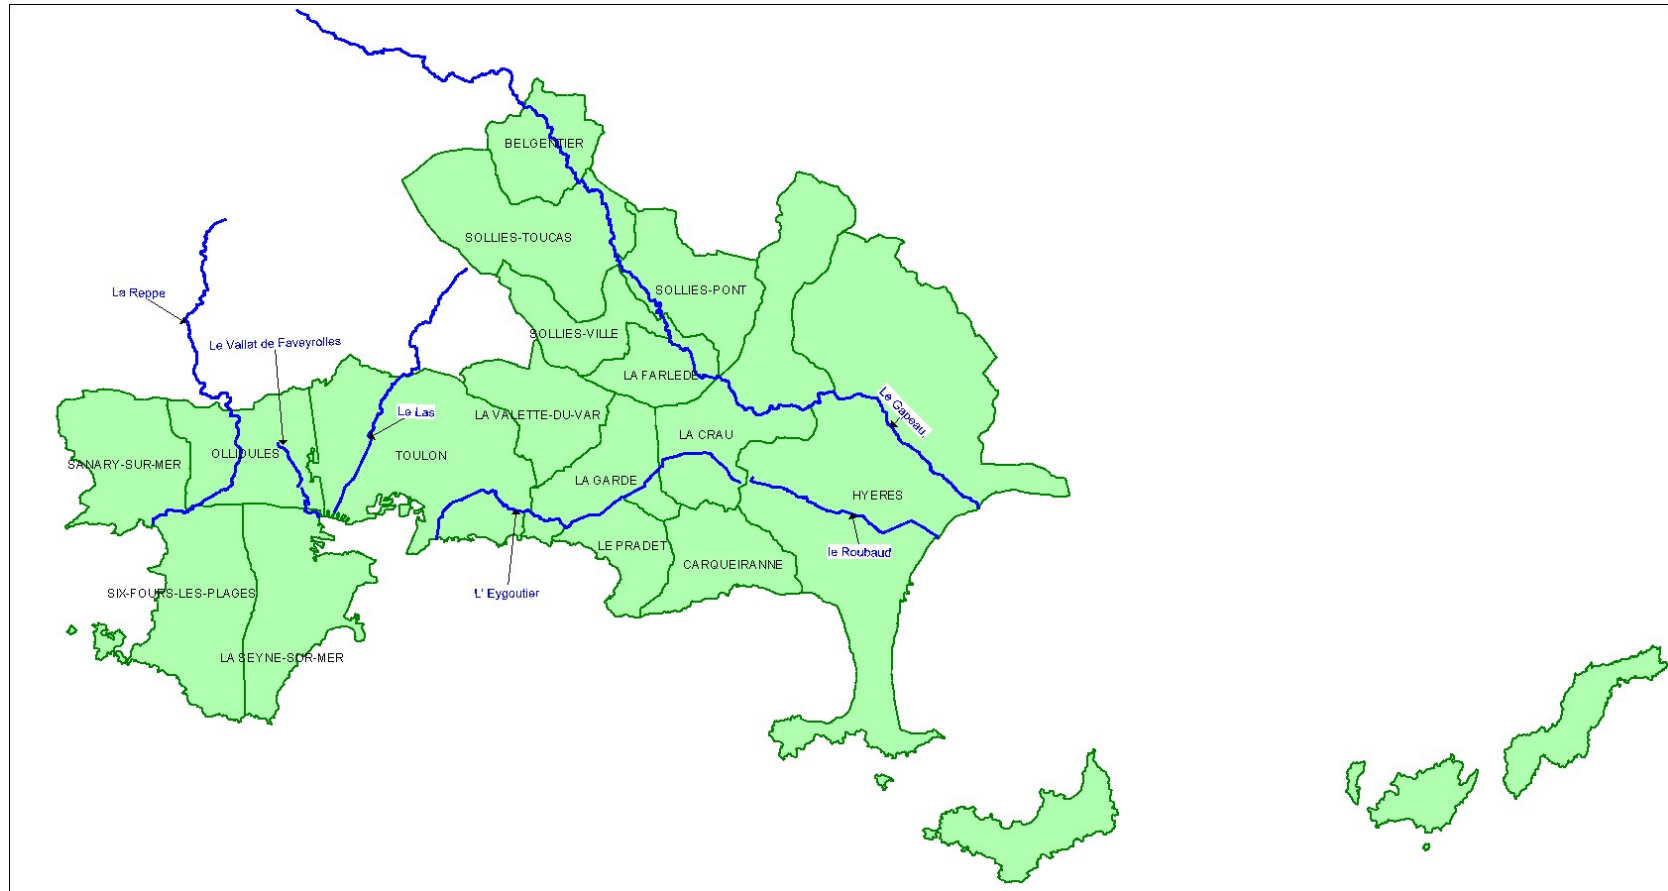 BELGENTIER
SOLLIES-TOUCAS
La Reppe
SOLLIES-PONT
SOLLIES-VILLE
Le Vallat de Faveyrolles
LA FARLEDE
Le Gapeau,
Le Las
LA VALETTE-DU-VAR
LA CRAU
OLLIOULES
TOULON
SANARY-SUR-MER
LA GARDE
HYERES
LE PRADET
le Roubaud
CARQUEIRANNE
SIX-FOURS-LES-PLAGES
L' Eygoutier
LA SEYNE-SUR-MER